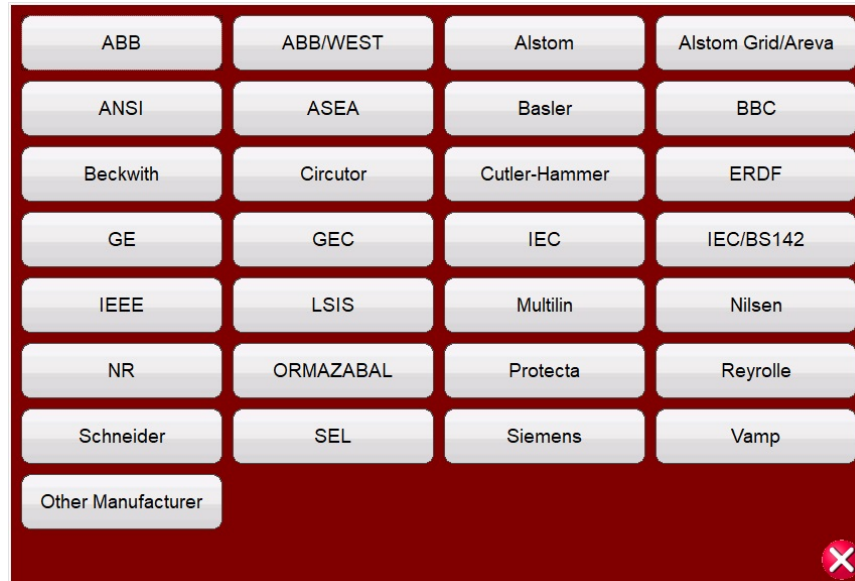 ABB ABB/WEST Alstom Alstom Grid/Areva
ANSI ASEA Basler BBC
Beckwith Circutor Cutler-Hammer ERDF
GE GEC IEC IEC/BS142
IEEE LSIS Multilin Nilsen
NR ORMAZABAL Protecta Reyrolle
Schneider SEL Siemens Vamp
Other Manufacturer